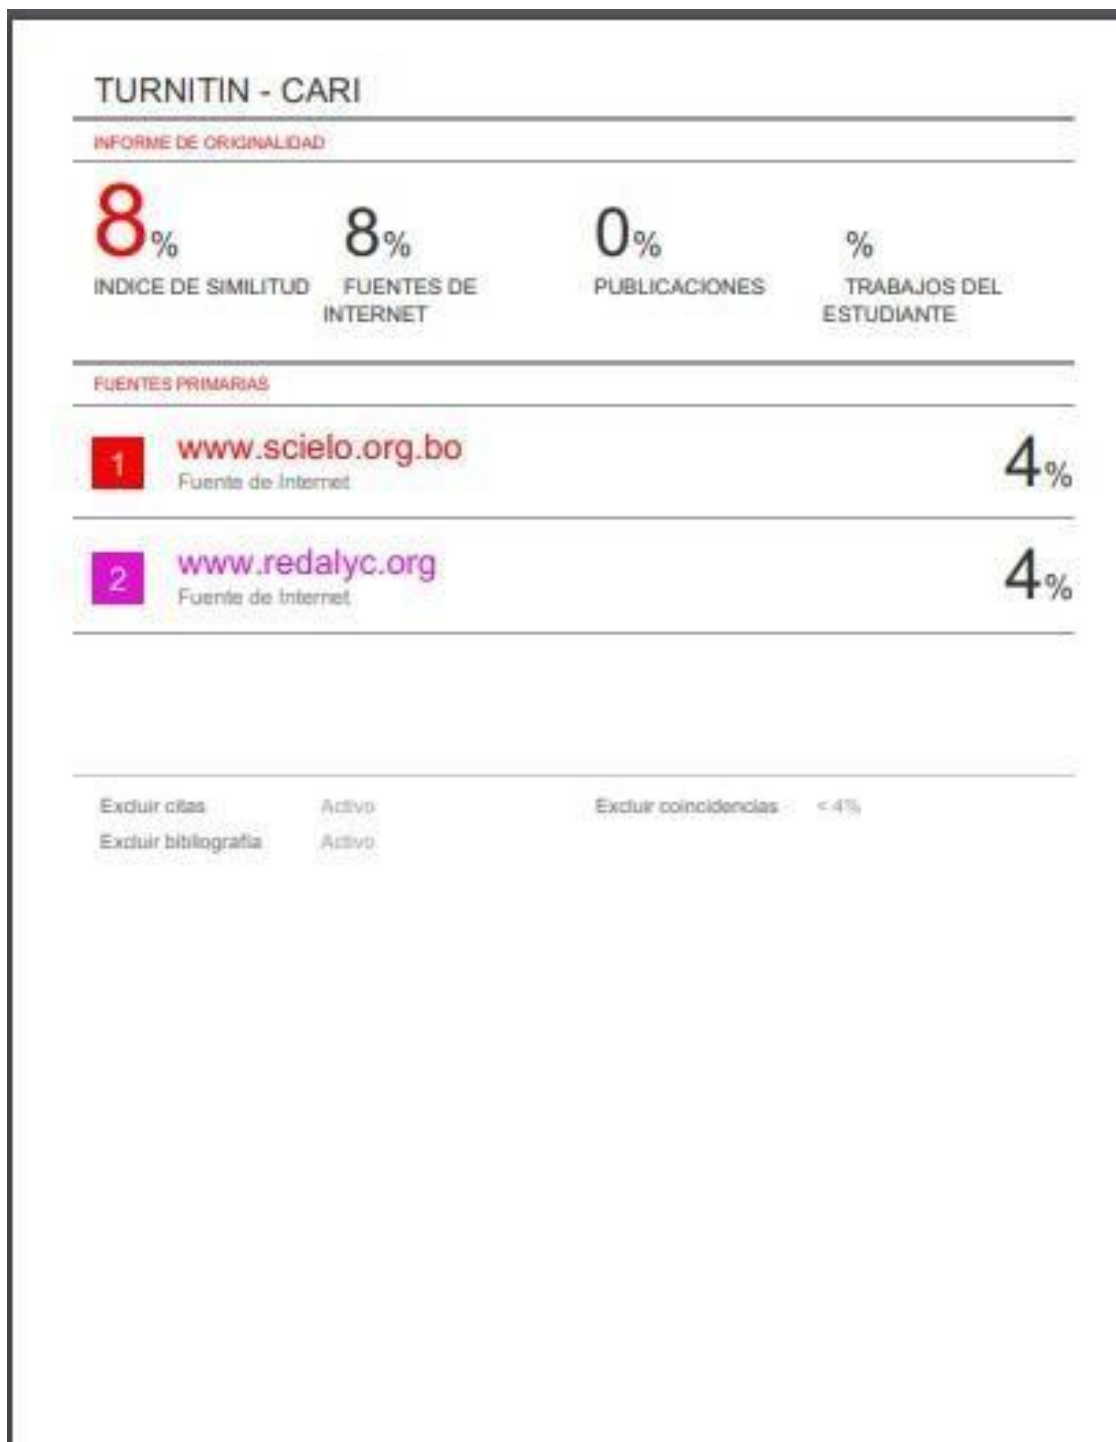 TURNITIN - CARI
INFORME DE ORIGINALIDAD
8% 8% 0% %
INDICE DE SIMILITUD FUENTES DE INTERNET PUBLICACIONES TRABAJOS DEL ESTUDIANTE
FUENTES PRIMARIAS
1 www.scielo.org.bo 4%
Fuente de Internet
2 www.redalyc.org 4%
Fuente de Internet
Excluir citas Activo Excluir coincidencias < 4%
Excluir bibliografía Activo